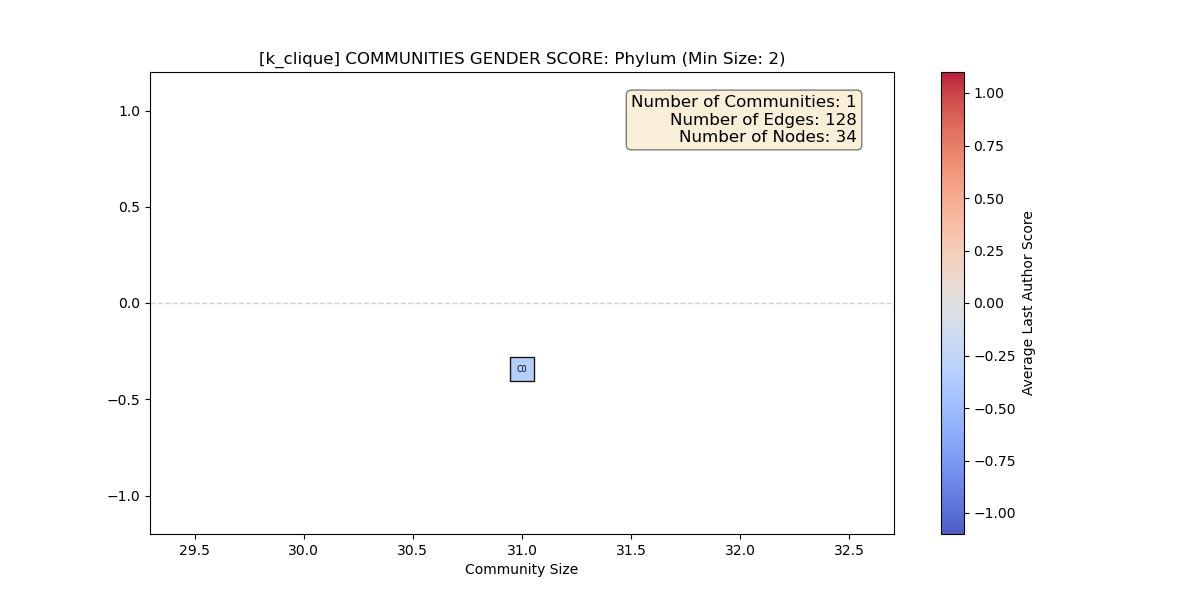 [k_clique] COMMUNITIES GENDER SCORE: Phylum (Min Size: 2)
Number of Communities: 1
Number of Edges: 128
Number of Nodes: 34
1.0
0.5
0.0
−0.5
−1.0
C0
29.5 30.0 30.5 31.0 31.5 32.0 32.5
Community Size
1.00
0.75
0.50
0.25
0.00
−0.25
−0.50
−0.75
−1.00
Average Last Author Score